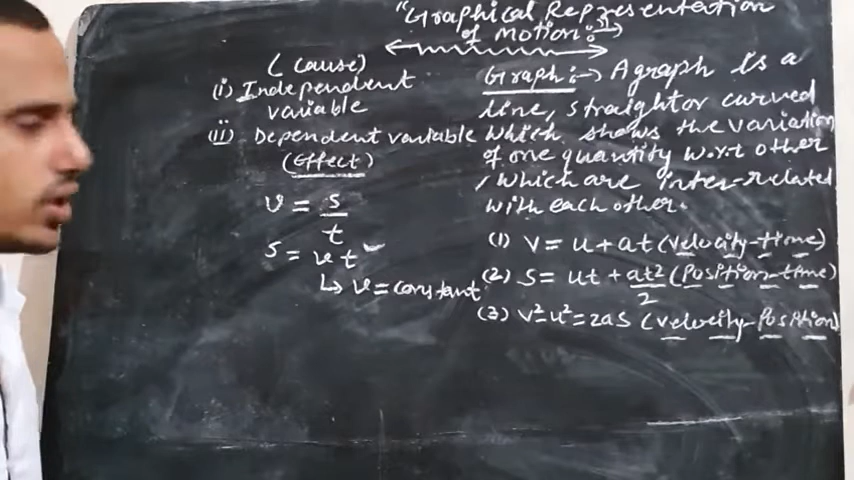 "Graphical Representation
of motion:→
(Cause)
(i) Independent
variable
(ii) Dependent variable
(Effect)
v = s/t
s = vt
↳ v = constant
Graph:→ A graph is a
line, straight or curved
which shows the variation
of one quantity w.r.t other
, which are inter-related
with each other.
(1) V = u + at (velocity-time)
(2) S = ut + at2/2 (Position-time)
(3) V²-u² = 2as (velocity-Position)